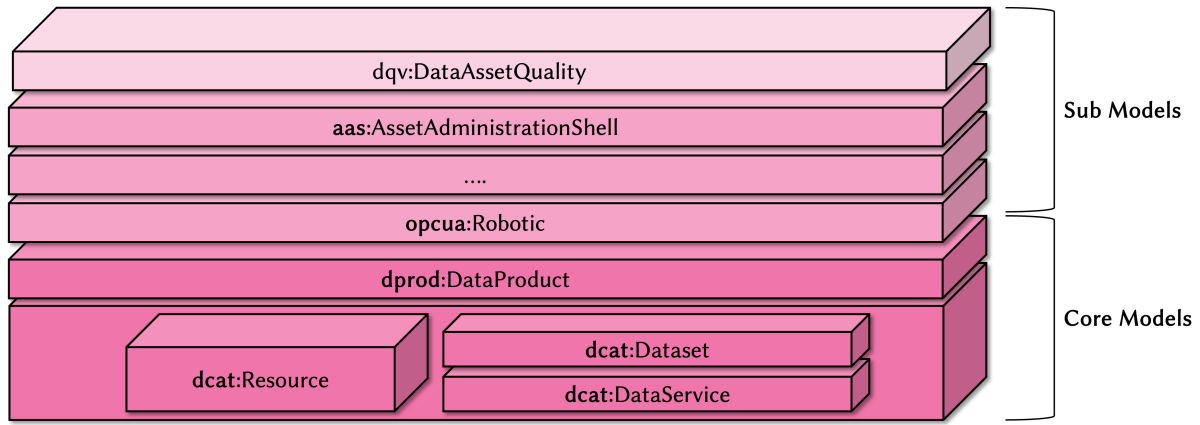 dqv:DataAssetQuality
aas:AssetAdministrationShell
....
opcua:Robotic
dprod:DataProduct
dcat:Resource
dcat:Dataset
dcat:DataService
Sub Models
Core Models